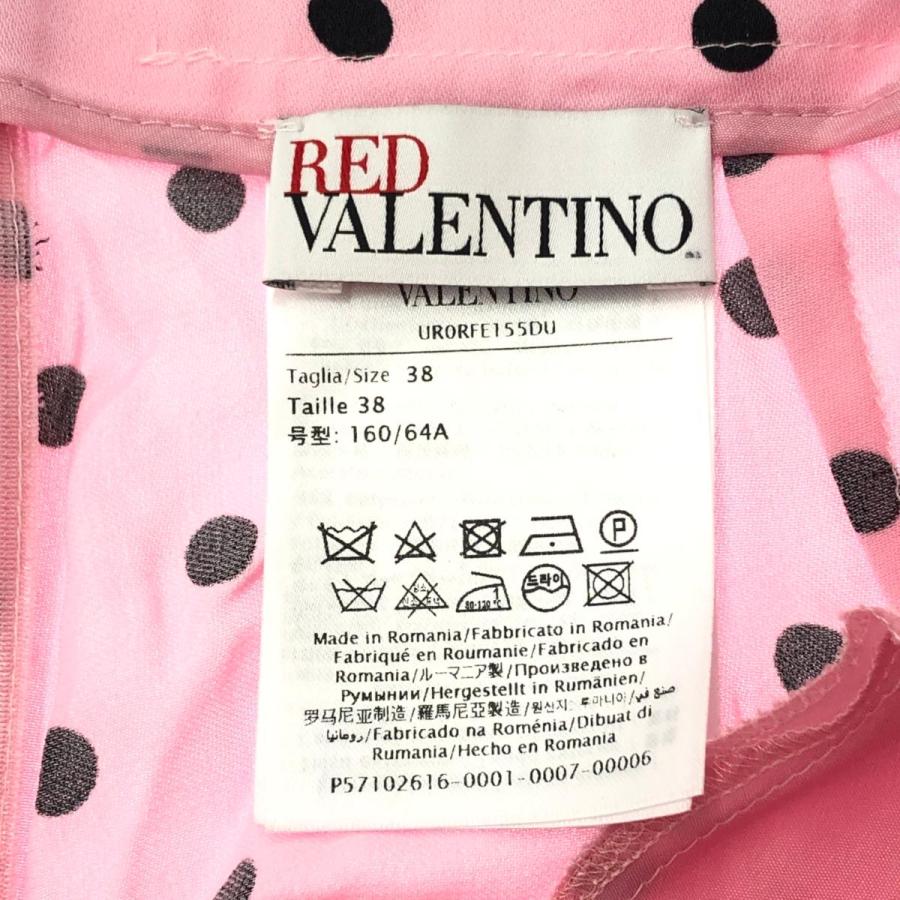 RED
VALENTINO
VALENTINO
UR0RFE155DU
Taglia/Size 38
Taille 38
号型: 160/64A
P
드라이
80-120°C
Made in Romania/Fabbricato in Romania/
Fabriqué en Roumanie/Fabricado en
Romania/ルーマニア製/Произведено в
Румынии/Hergestellt in Rumänien/
罗马尼亚制造/羅馬尼亞製造/원산지: 루마니아/صنع في
رومانيا/Fabricado na Roménia/Dibuat di
Rumania/Hecho en Romania
P57102616-0001-0007-00006